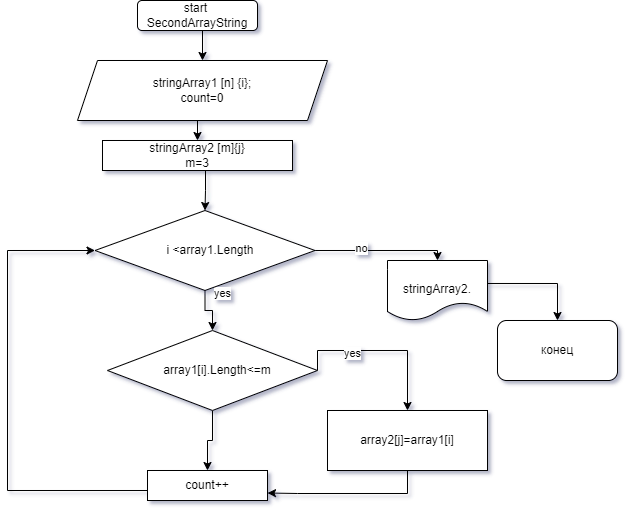 start
SecondArrayString
stringArray1 [n] {i};
count=0
stringArray2 [m]{j}
m=3
i <array1.Length
no
yes
stringArray2.
конец
array1[i].Length<=m
yes
array2[j]=array1[i]
count++